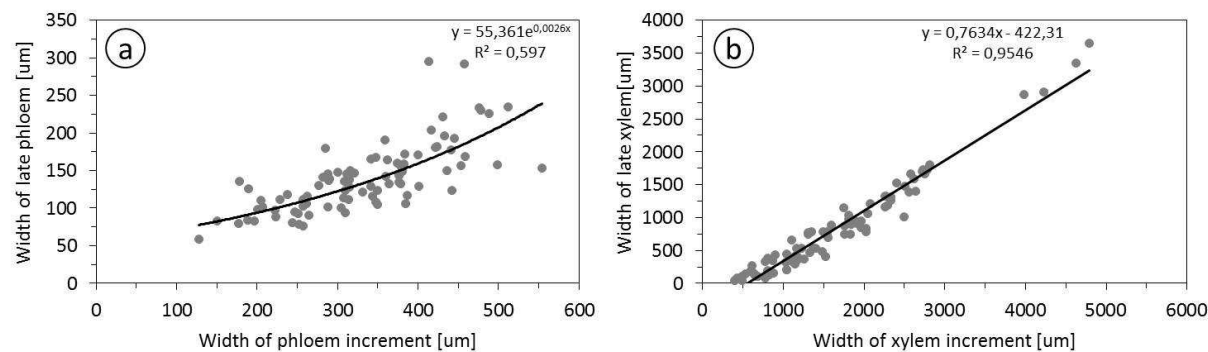 a
y = 55,361e^0,0026x
R² = 0,597
Width of late phloem [um]
350
300
250
200
150
100
50
0
0 100 200 300 400 500 600
Width of phloem increment [um]
b
y = 0,7634x - 422,31
R² = 0,9546
Width of late xylem[um]
4000
3500
3000
2500
2000
1500
1000
500
0
0 1000 2000 3000 4000 5000 6000
Width of xylem increment [um]